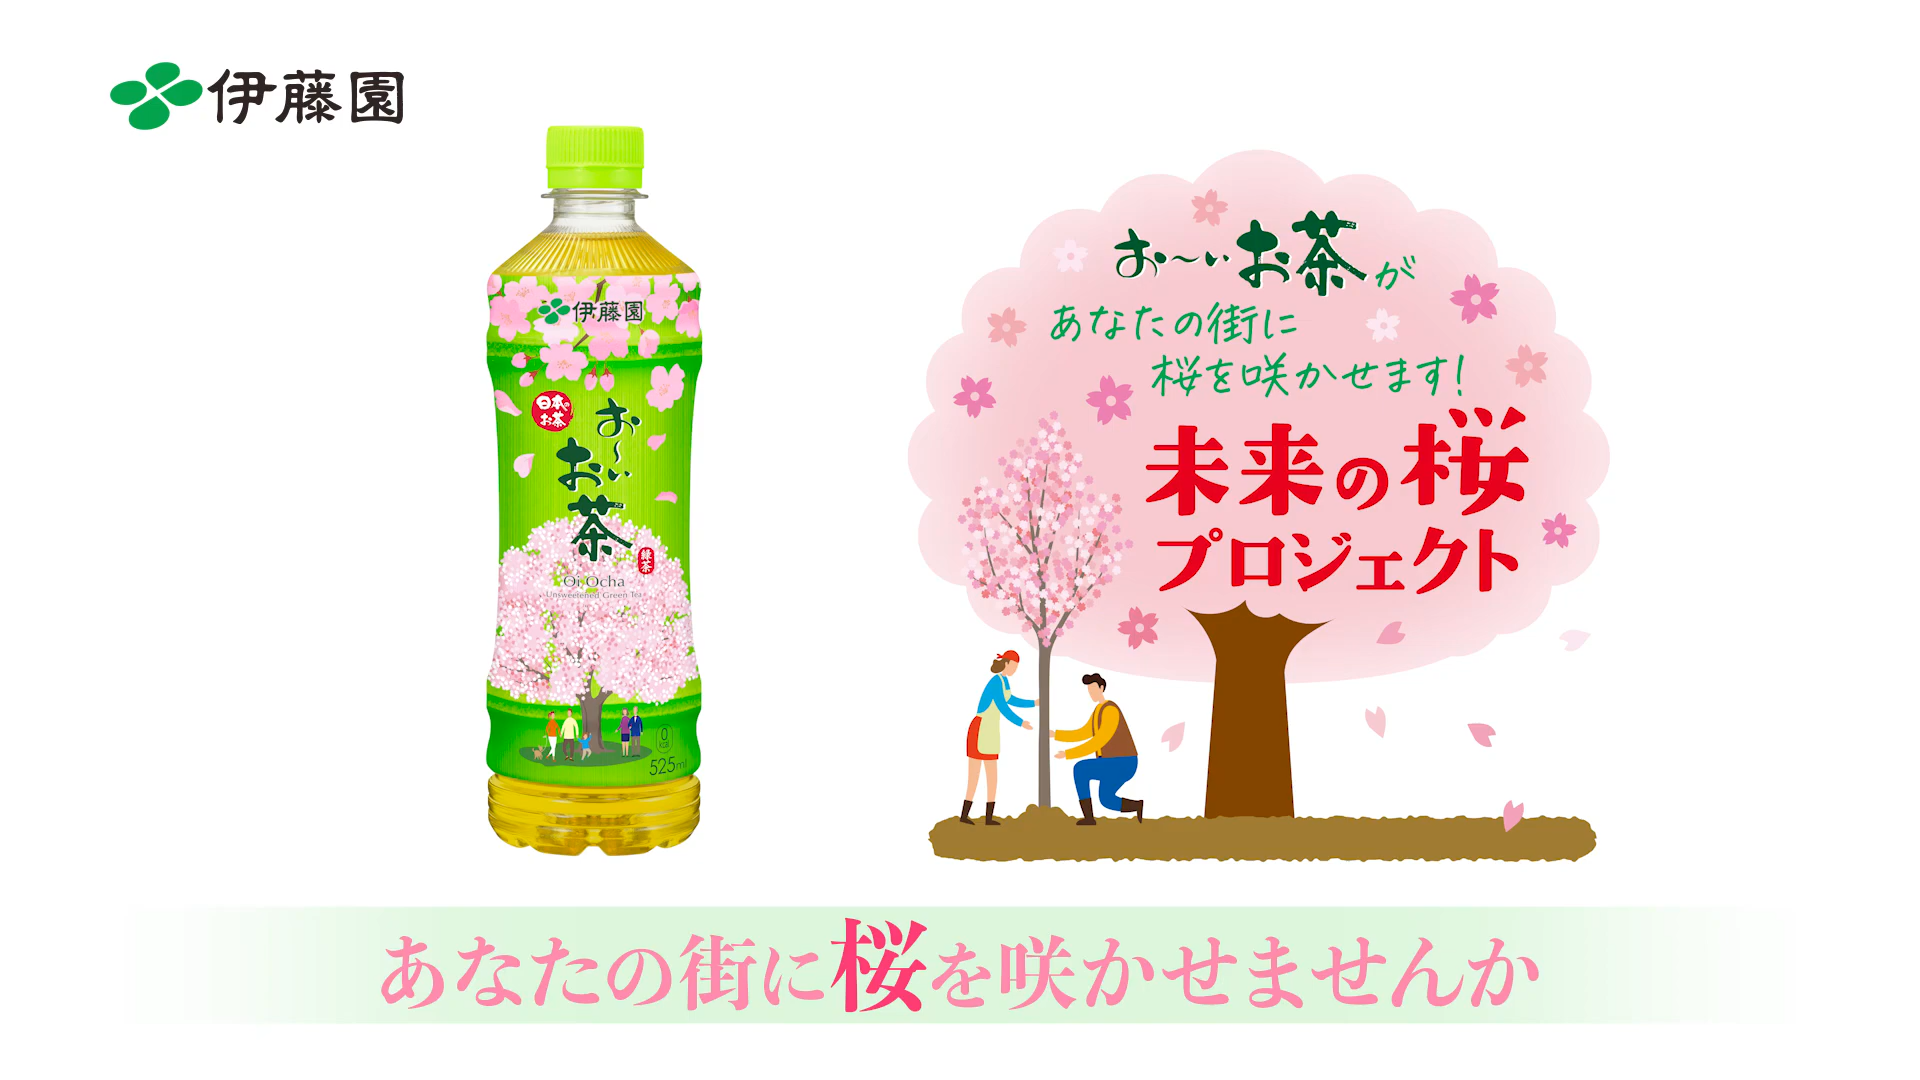 伊藤園
伊藤園
日本の
お茶
お～い
お茶
緑茶
Oi Ocha
Unsweetened Green Tea
0
kcal
525ml
お～いお茶が
あなたの街に
桜を咲かせます!
未来の桜
プロジェクト
あなたの街に桜を咲かせませんか